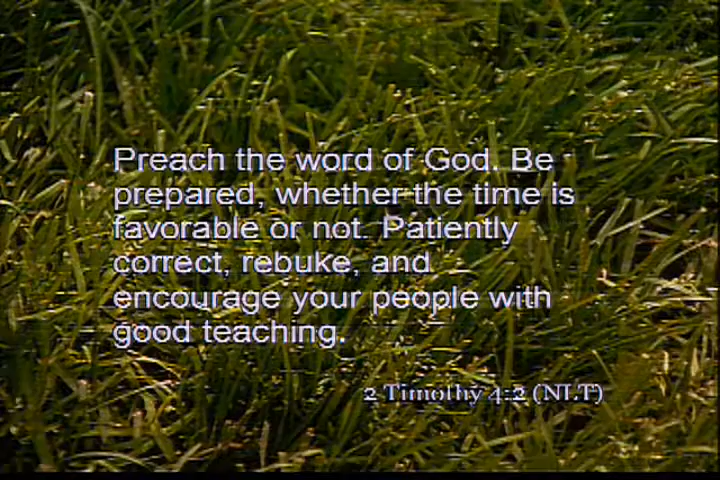 Preach the word of God. Be
prepared, whether the time is
favorable or not. Patiently
correct, rebuke, and
encourage your people with
good teaching.
2 Timothy 4:2 (NLT)